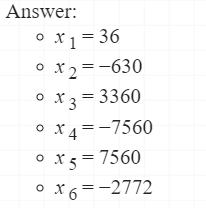 Answer:
∘ x₁ = 36
∘ x₂ = −630
∘ x₃ = 3360
∘ x₄ = −7560
∘ x₅ = 7560
∘ x₆ = −2772